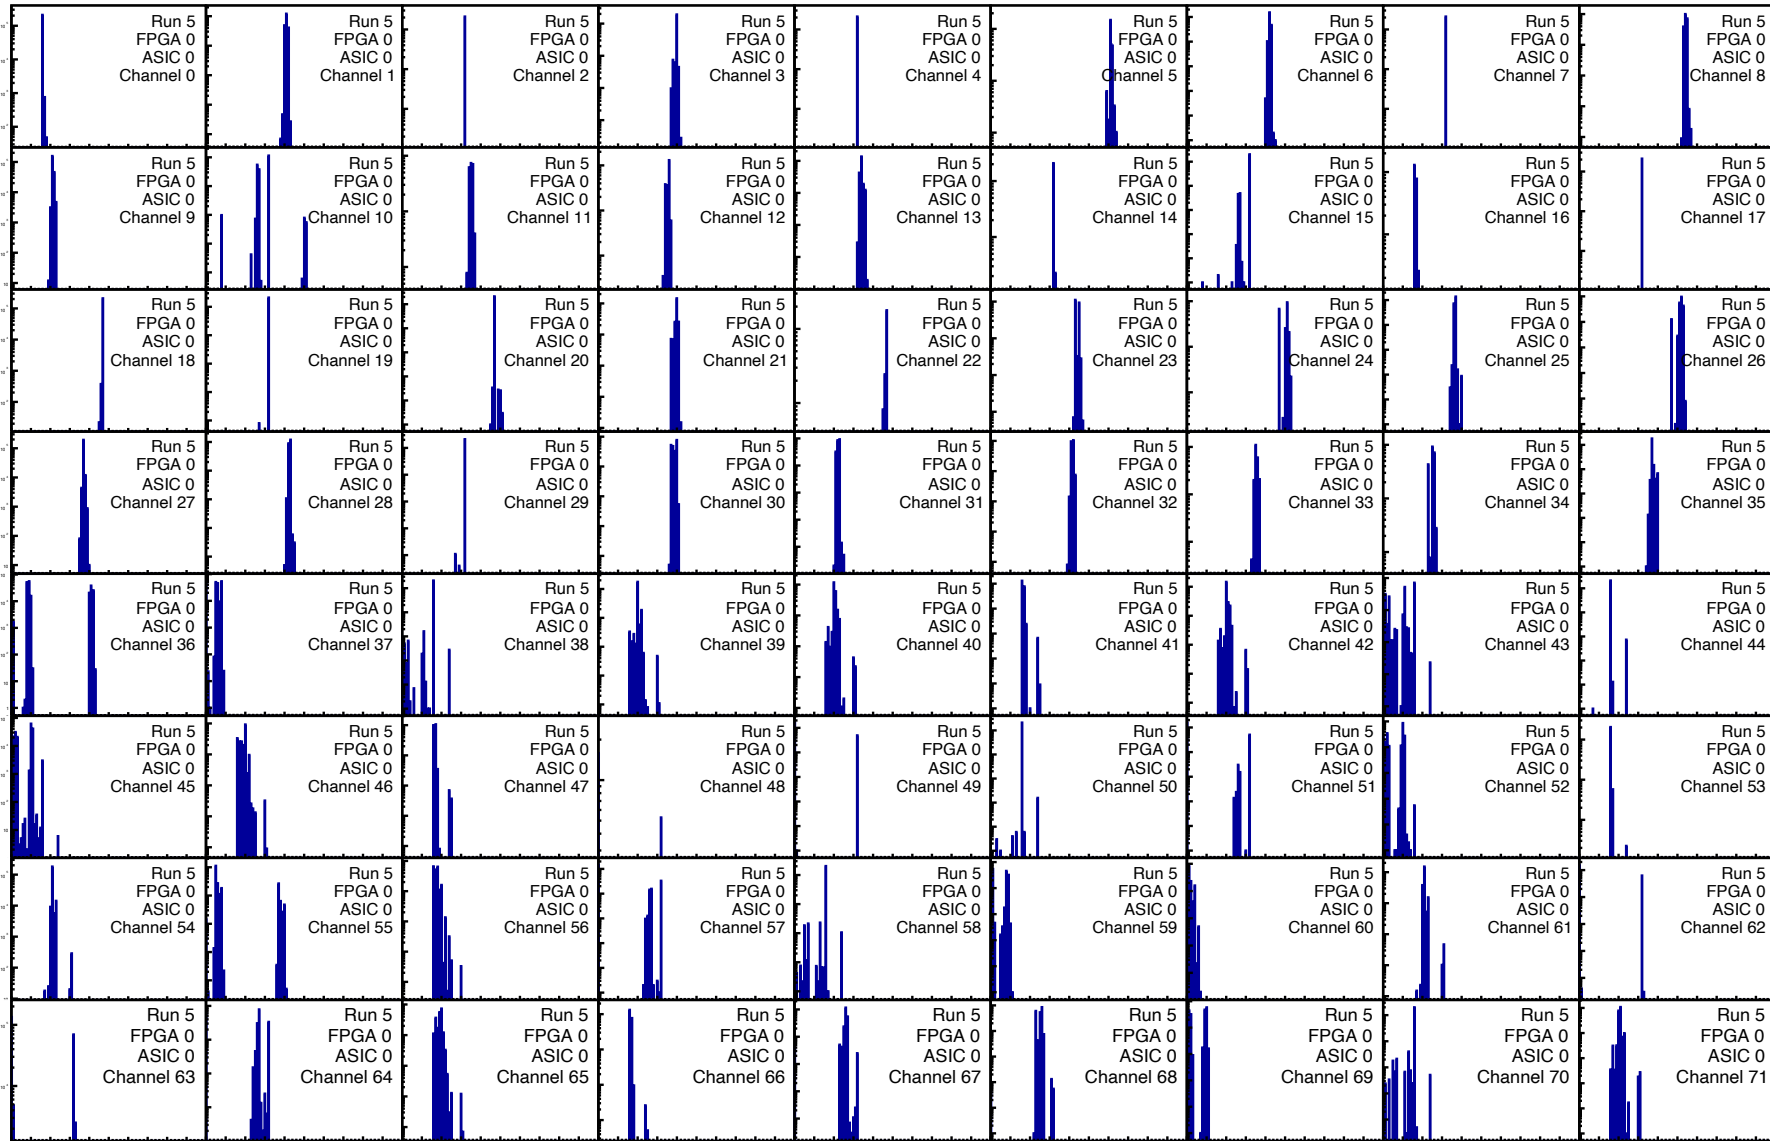 Run 5
FPGA 0
ASIC 0
Channel 0
Run 5
FPGA 0
ASIC 0
Channel 1
Run 5
FPGA 0
ASIC 0
Channel 2
Run 5
FPGA 0
ASIC 0
Channel 3
Run 5
FPGA 0
ASIC 0
Channel 4
Run 5
FPGA 0
ASIC 0
Channel 5
Run 5
FPGA 0
ASIC 0
Channel 6
Run 5
FPGA 0
ASIC 0
Channel 7
Run 5
FPGA 0
ASIC 0
Channel 8
Run 5
FPGA 0
ASIC 0
Channel 9
Run 5
FPGA 0
ASIC 0
Channel 10
Run 5
FPGA 0
ASIC 0
Channel 11
Run 5
FPGA 0
ASIC 0
Channel 12
Run 5
FPGA 0
ASIC 0
Channel 13
Run 5
FPGA 0
ASIC 0
Channel 14
Run 5
FPGA 0
ASIC 0
Channel 15
Run 5
FPGA 0
ASIC 0
Channel 16
Run 5
FPGA 0
ASIC 0
Channel 17
Run 5
FPGA 0
ASIC 0
Channel 18
Run 5
FPGA 0
ASIC 0
Channel 19
Run 5
FPGA 0
ASIC 0
Channel 20
Run 5
FPGA 0
ASIC 0
Channel 21
Run 5
FPGA 0
ASIC 0
Channel 22
Run 5
FPGA 0
ASIC 0
Channel 23
Run 5
FPGA 0
ASIC 0
Channel 24
Run 5
FPGA 0
ASIC 0
Channel 25
Run 5
FPGA 0
ASIC 0
Channel 26
Run 5
FPGA 0
ASIC 0
Channel 27
Run 5
FPGA 0
ASIC 0
Channel 28
Run 5
FPGA 0
ASIC 0
Channel 29
Run 5
FPGA 0
ASIC 0
Channel 30
Run 5
FPGA 0
ASIC 0
Channel 31
Run 5
FPGA 0
ASIC 0
Channel 32
Run 5
FPGA 0
ASIC 0
Channel 33
Run 5
FPGA 0
ASIC 0
Channel 34
Run 5
FPGA 0
ASIC 0
Channel 35
Run 5
FPGA 0
ASIC 0
Channel 36
Run 5
FPGA 0
ASIC 0
Channel 37
Run 5
FPGA 0
ASIC 0
Channel 38
Run 5
FPGA 0
ASIC 0
Channel 39
Run 5
FPGA 0
ASIC 0
Channel 40
Run 5
FPGA 0
ASIC 0
Channel 41
Run 5
FPGA 0
ASIC 0
Channel 42
Run 5
FPGA 0
ASIC 0
Channel 43
Run 5
FPGA 0
ASIC 0
Channel 44
Run 5
FPGA 0
ASIC 0
Channel 45
Run 5
FPGA 0
ASIC 0
Channel 46
Run 5
FPGA 0
ASIC 0
Channel 47
Run 5
FPGA 0
ASIC 0
Channel 48
Run 5
FPGA 0
ASIC 0
Channel 49
Run 5
FPGA 0
ASIC 0
Channel 50
Run 5
FPGA 0
ASIC 0
Channel 51
Run 5
FPGA 0
ASIC 0
Channel 52
Run 5
FPGA 0
ASIC 0
Channel 53
Run 5
FPGA 0
ASIC 0
Channel 54
Run 5
FPGA 0
ASIC 0
Channel 55
Run 5
FPGA 0
ASIC 0
Channel 56
Run 5
FPGA 0
ASIC 0
Channel 57
Run 5
FPGA 0
ASIC 0
Channel 58
Run 5
FPGA 0
ASIC 0
Channel 59
Run 5
FPGA 0
ASIC 0
Channel 60
Run 5
FPGA 0
ASIC 0
Channel 61
Run 5
FPGA 0
ASIC 0
Channel 62
Run 5
FPGA 0
ASIC 0
Channel 63
Run 5
FPGA 0
ASIC 0
Channel 64
Run 5
FPGA 0
ASIC 0
Channel 65
Run 5
FPGA 0
ASIC 0
Channel 66
Run 5
FPGA 0
ASIC 0
Channel 67
Run 5
FPGA 0
ASIC 0
Channel 68
Run 5
FPGA 0
ASIC 0
Channel 69
Run 5
FPGA 0
ASIC 0
Channel 70
Run 5
FPGA 0
ASIC 0
Channel 71